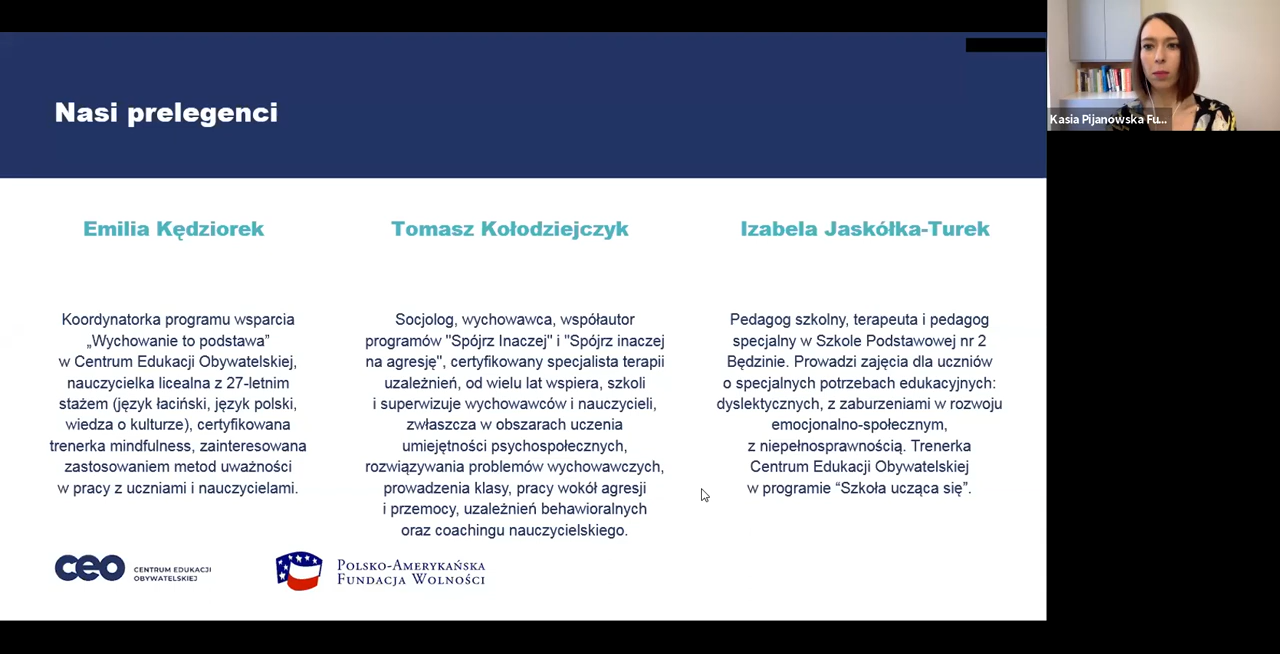 Nasi prelegenci
Kasia Pijanowska Fu...
Emilia Kędziorek
Koordynatorka programu wsparcia
„Wychowanie to podstawa”
w Centrum Edukacji Obywatelskiej,
nauczycielka licealna z 27-letnim
stażem (język łaciński, język polski,
wiedza o kulturze), certyfikowana
trenerka mindfulness, zainteresowana
zastosowaniem metod uważności
w pracy z uczniami i nauczycielami.
Tomasz Kołodziejczyk
Socjolog, wychowawca, współautor
programów "Spójrz Inaczej" i "Spójrz inaczej
na agresję", certyfikowany specjalista terapii
uzależnień, od wielu lat wspiera, szkoli
i superwizuje wychowawców i nauczycieli,
zwłaszcza w obszarach uczenia
umiejętności psychospołecznych,
rozwiązywania problemów wychowawczych,
prowadzenia klasy, pracy wokół agresji
i przemocy, uzależnień behawioralnych
oraz coachingu nauczycielskiego.
Izabela Jaskółka-Turek
Pedagog szkolny, terapeuta i pedagog
specjalny w Szkole Podstawowej nr 2
Będzinie. Prowadzi zajęcia dla uczniów
o specjalnych potrzebach edukacyjnych:
dyslektycznych, z zaburzeniami w rozwoju
emocjonalno-społecznym,
z niepełnosprawnością. Trenerka
Centrum Edukacji Obywatelskiej
w programie “Szkoła ucząca się”.
ceo
CENTRUM EDUKACJI
OBYWATELSKIEJ
Polsko-Amerykańska
Fundacja Wolności